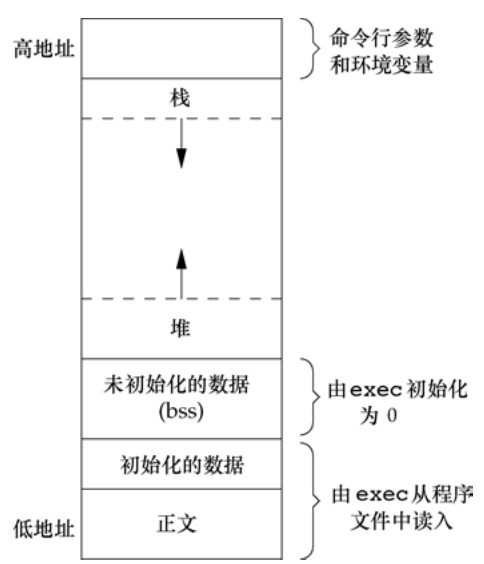 高地址
命令行参数
和环境变量
栈
堆
未初始化的数据
(bss)
由exec初始化
为 0
初始化的数据
正文
由exec从程序
文件中读入
低地址